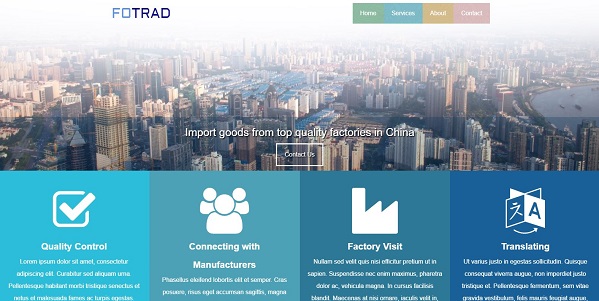 FOTRAD
Home Services About Contact
Import goods from top quality factories in China
Contact Us
Quality Control
Lorem ipsum dolor sit amet, consectetur
adipiscing elit. Curabitur sed aliquam urna.
Pellentesque habitant morbi tristique senectus et
netus et malesuada fames ac turpis egestas.
Connecting with
Manufacturers
Phasellus eleifend lobortis elit et semper. Cras
posuere, risus eget accumsan sagittis, magna
Factory Visit
Nullam sed velit quis nisi efficitur pretium ut in
sapien. Suspendisse nec enim maximus, pharetra
dolor ac, vehicula magna. In cursus facilisis
blandit. Maecenas at nisi ornare, iaculis velit in,
Translating
Ut varius justo in egestas sollicitudin. Quisque
consequat viverra augue, non imperdiet justo
tristique et. Pellentesque fermentum, sem vitae
gravida vestibulum, felis mauris feugiat augue,